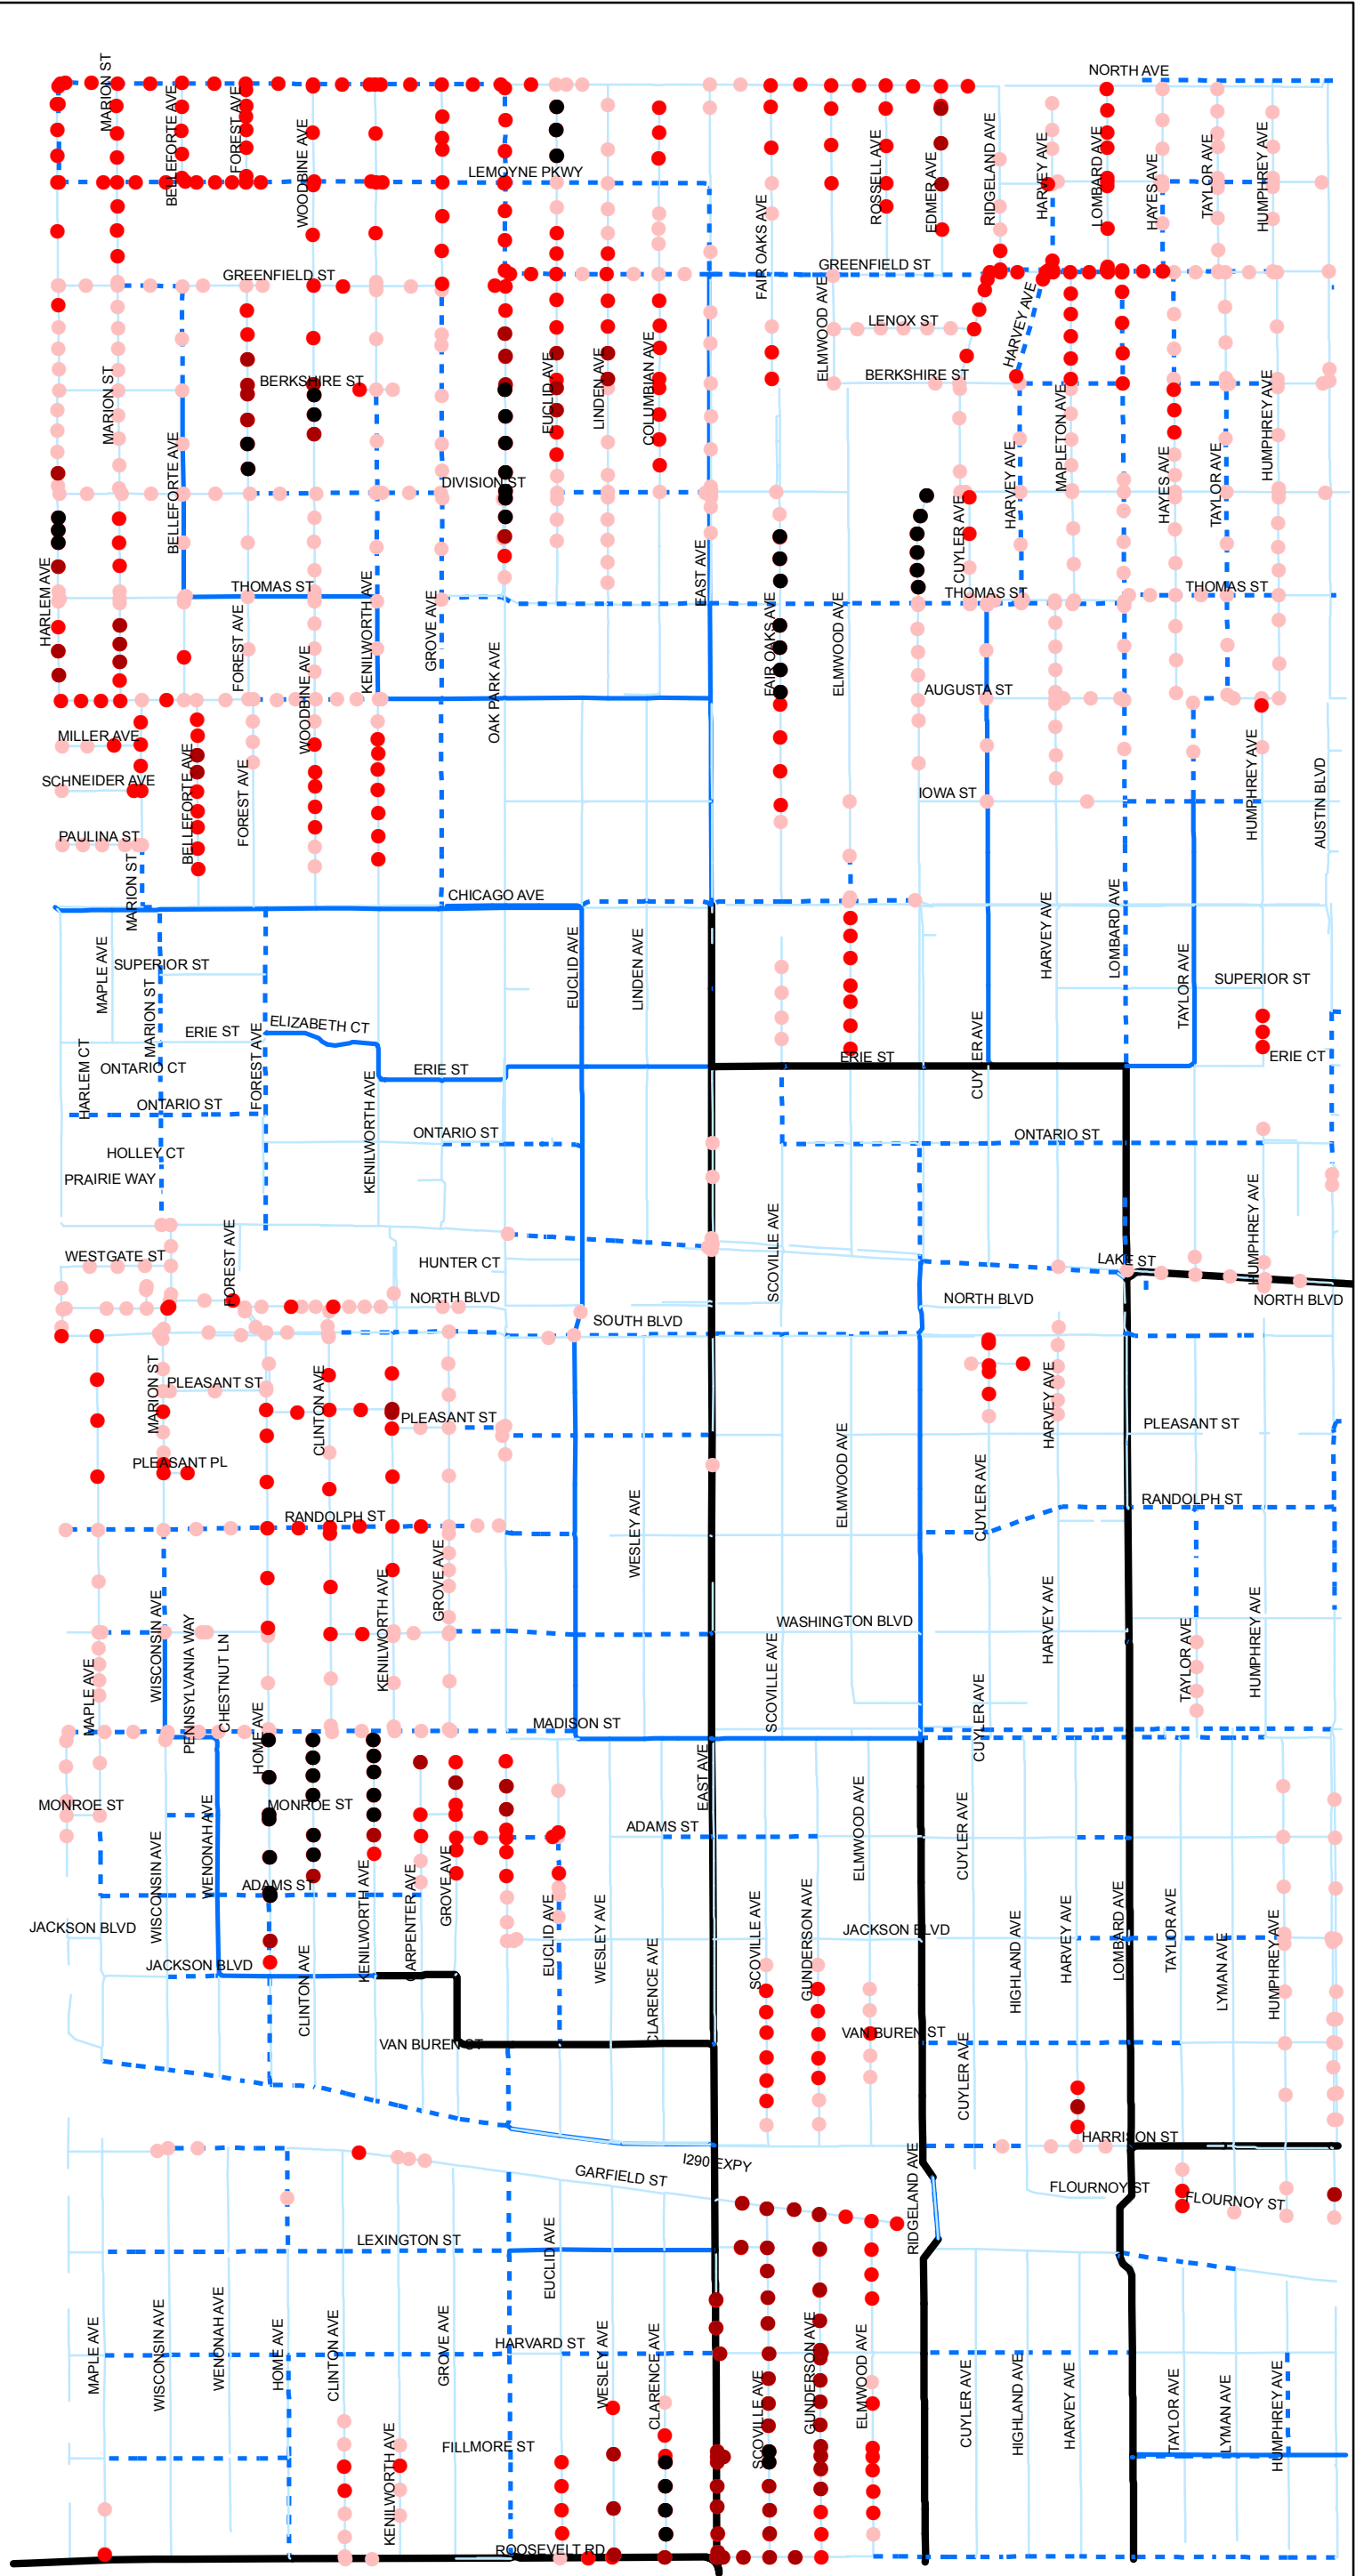 NORTH AVE
MARION ST
BELLEFORTE AVE
FOREST AVE
WOODBINE AVE
LEMOYNE PKWY
FAIR OAKS AVE
ROSSELL AVE
EDMER AVE
RIDGELAND AVE
HARVEY AVE
LOMBARD AVE
HAYES AVE
TAYLOR AVE
HUMPHREY AVE
GREENFIELD ST
GREENFIELD ST
ELMWOOD AVE
LENOX ST
HARVEY AVE
BERKSHIRE ST
BERKSHIRE ST
MARION ST
EUCLID AVE
LINDEN AVE
COLUMBIAN AVE
MAPLETON AVE
HUMPHREY AVE
BELLEFORTE AVE
DIVISION ST
HARVEY AVE
HAYES AVE
TAYLOR AVE
CUYLER AVE
EAST AVE
HARLEM AVE
THOMAS ST
THOMAS ST
THOMAS ST
FOREST AVE
KENILWORTH AVE
GROVE AVE
FAIR OAKS AVE
ELMWOOD AVE
WOODBINE AVE
OAK PARK AVE
AUGUSTA ST
MILLER AVE
SCHNEIDER AVE
BELLEFORTE AVE
FOREST AVE
IOWA ST
HUMPHREY AVE
AUSTIN BLVD
PAULINA ST
MARION ST
CHICAGO AVE
MAPLE AVE
SUPERIOR ST
EUCLID AVE
LINDEN AVE
HARVEY AVE
LOMBARD AVE
TAYLOR AVE
SUPERIOR ST
MARION ST
ERIE ST
ELIZABETH CT
FOREST AVE
HARLEM CT
ONTARIO CT
ERIE ST
ERIE ST
CUYLER AVE
ERIE CT
ONTARIO ST
KENILWORTH AVE
ONTARIO ST
ONTARIO ST
HOLLEY CT
PRAIRIE WAY
SCOVILLE AVE
HUMPHREY AVE
WESTGATE ST
FOREST AVE
HUNTER CT
LAKE ST
NORTH BLVD
NORTH BLVD
NORTH BLVD
SOUTH BLVD
MARION ST
PLEASANT ST
CLINTON AVE
PLEASANT ST
HARVEY AVE
PLEASANT ST
PLEASANT PL
ELMWOOD AVE
CUYLER AVE
RANDOLPH ST
RANDOLPH ST
WESLEY AVE
GROVE AVE
WISCONSIN AVE
PENNSYLVANIA WAY
CHESTNUT LN
KENILWORTH AVE
WASHINGTON BLVD
HARVEY AVE
TAYLOR AVE
HUMPHREY AVE
MAPLE AVE
SCOVILLE AVE
CUYLER AVE
HOME AVE
MADISON ST
EAST AVE
MONROE ST
MONROE ST
WENONAH AVE
WISCONSIN AVE
ADAMS ST
ELMWOOD AVE
CUYLER AVE
ADAMS ST
KENILWORTH AVE
CARPENTER AVE
GROVE AVE
EUCLID AVE
WESLEY AVE
CLARENCE AVE
SCOVILLE AVE
GUNDERSON AVE
JACKSON BLVD
JACKSON BLVD
JACKSON BLVD
HIGHLAND AVE
HARVEY AVE
LOMBARD AVE
TAYLOR AVE
LYMAN AVE
HUMPHREY AVE
CLINTON AVE
VAN BUREN ST
VAN BUREN ST
CUYLER AVE
HARRISON ST
I290 EXPY
GARFIELD ST
RIDGELAND AVE
FLOURNOY ST
FLOURNOY ST
LEXINGTON ST
EUCLID AVE
MAPLE AVE
WISCONSIN AVE
WENONAH AVE
HOME AVE
CLINTON AVE
GROVE AVE
HARVARD ST
WESLEY AVE
CLARENCE AVE
SCOVILLE AVE
GUNDERSON AVE
ELMWOOD AVE
CUYLER AVE
HIGHLAND AVE
HARVEY AVE
TAYLOR AVE
LYMAN AVE
HUMPHREY AVE
KENILWORTH AVE
FILLMORE ST
ROOSEVELT RD